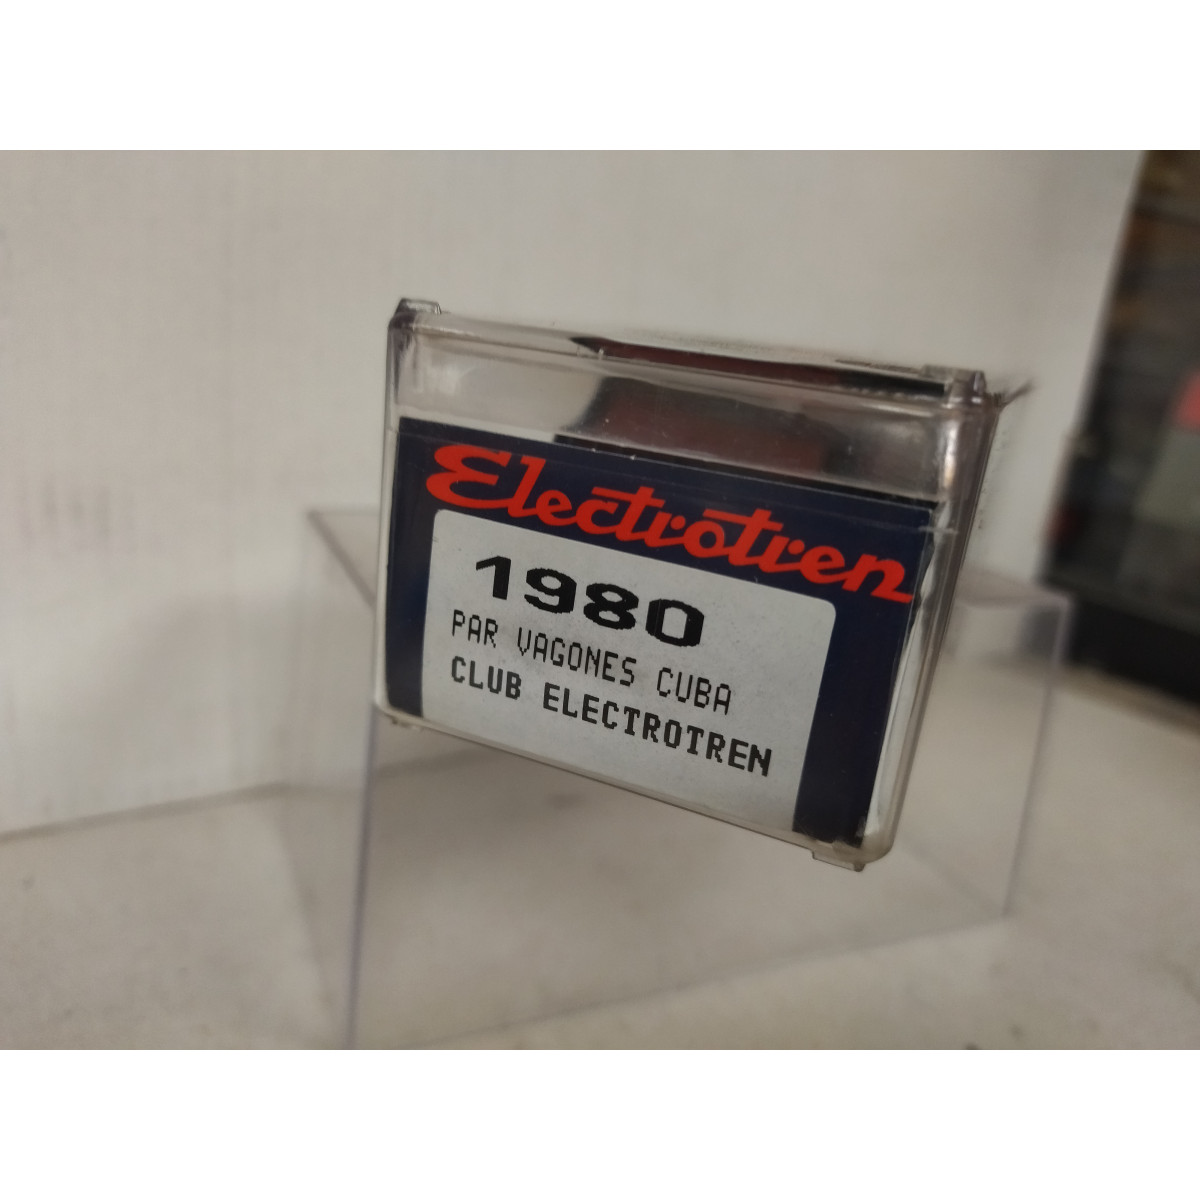 Electrotren
1980
PAR VAGONES CUBA
CLUB ELECTROTREN